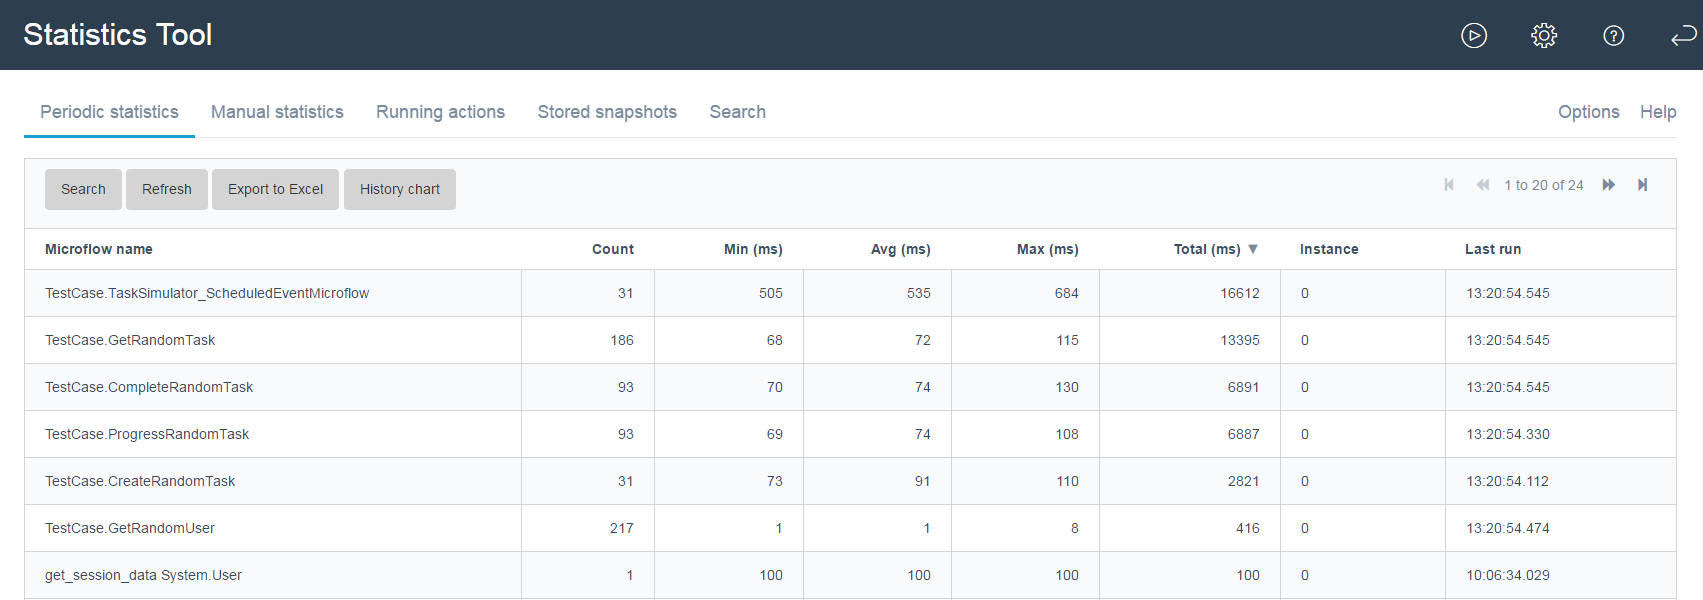 Statistics Tool
Periodic statistics Manual statistics Running actions Stored snapshots Search Options Help
Search Refresh Export to Excel History chart 1 to 20 of 24
Microflow name Count Min (ms) Avg (ms) Max (ms) Total (ms) ▼ Instance Last run
TestCase.TaskSimulator_ScheduledEventMicroflow 31 505 535 684 16612 0 13:20:54.545
TestCase.GetRandomTask 186 68 72 115 13395 0 13:20:54.545
TestCase.CompleteRandomTask 93 70 74 130 6891 0 13:20:54.545
TestCase.ProgressRandomTask 93 69 74 108 6887 0 13:20:54.330
TestCase.CreateRandomTask 31 73 91 110 2821 0 13:20:54.112
TestCase.GetRandomUser 217 1 1 8 416 0 13:20:54.474
get_session_data System.User 1 100 100 100 100 0 10:06:34.029